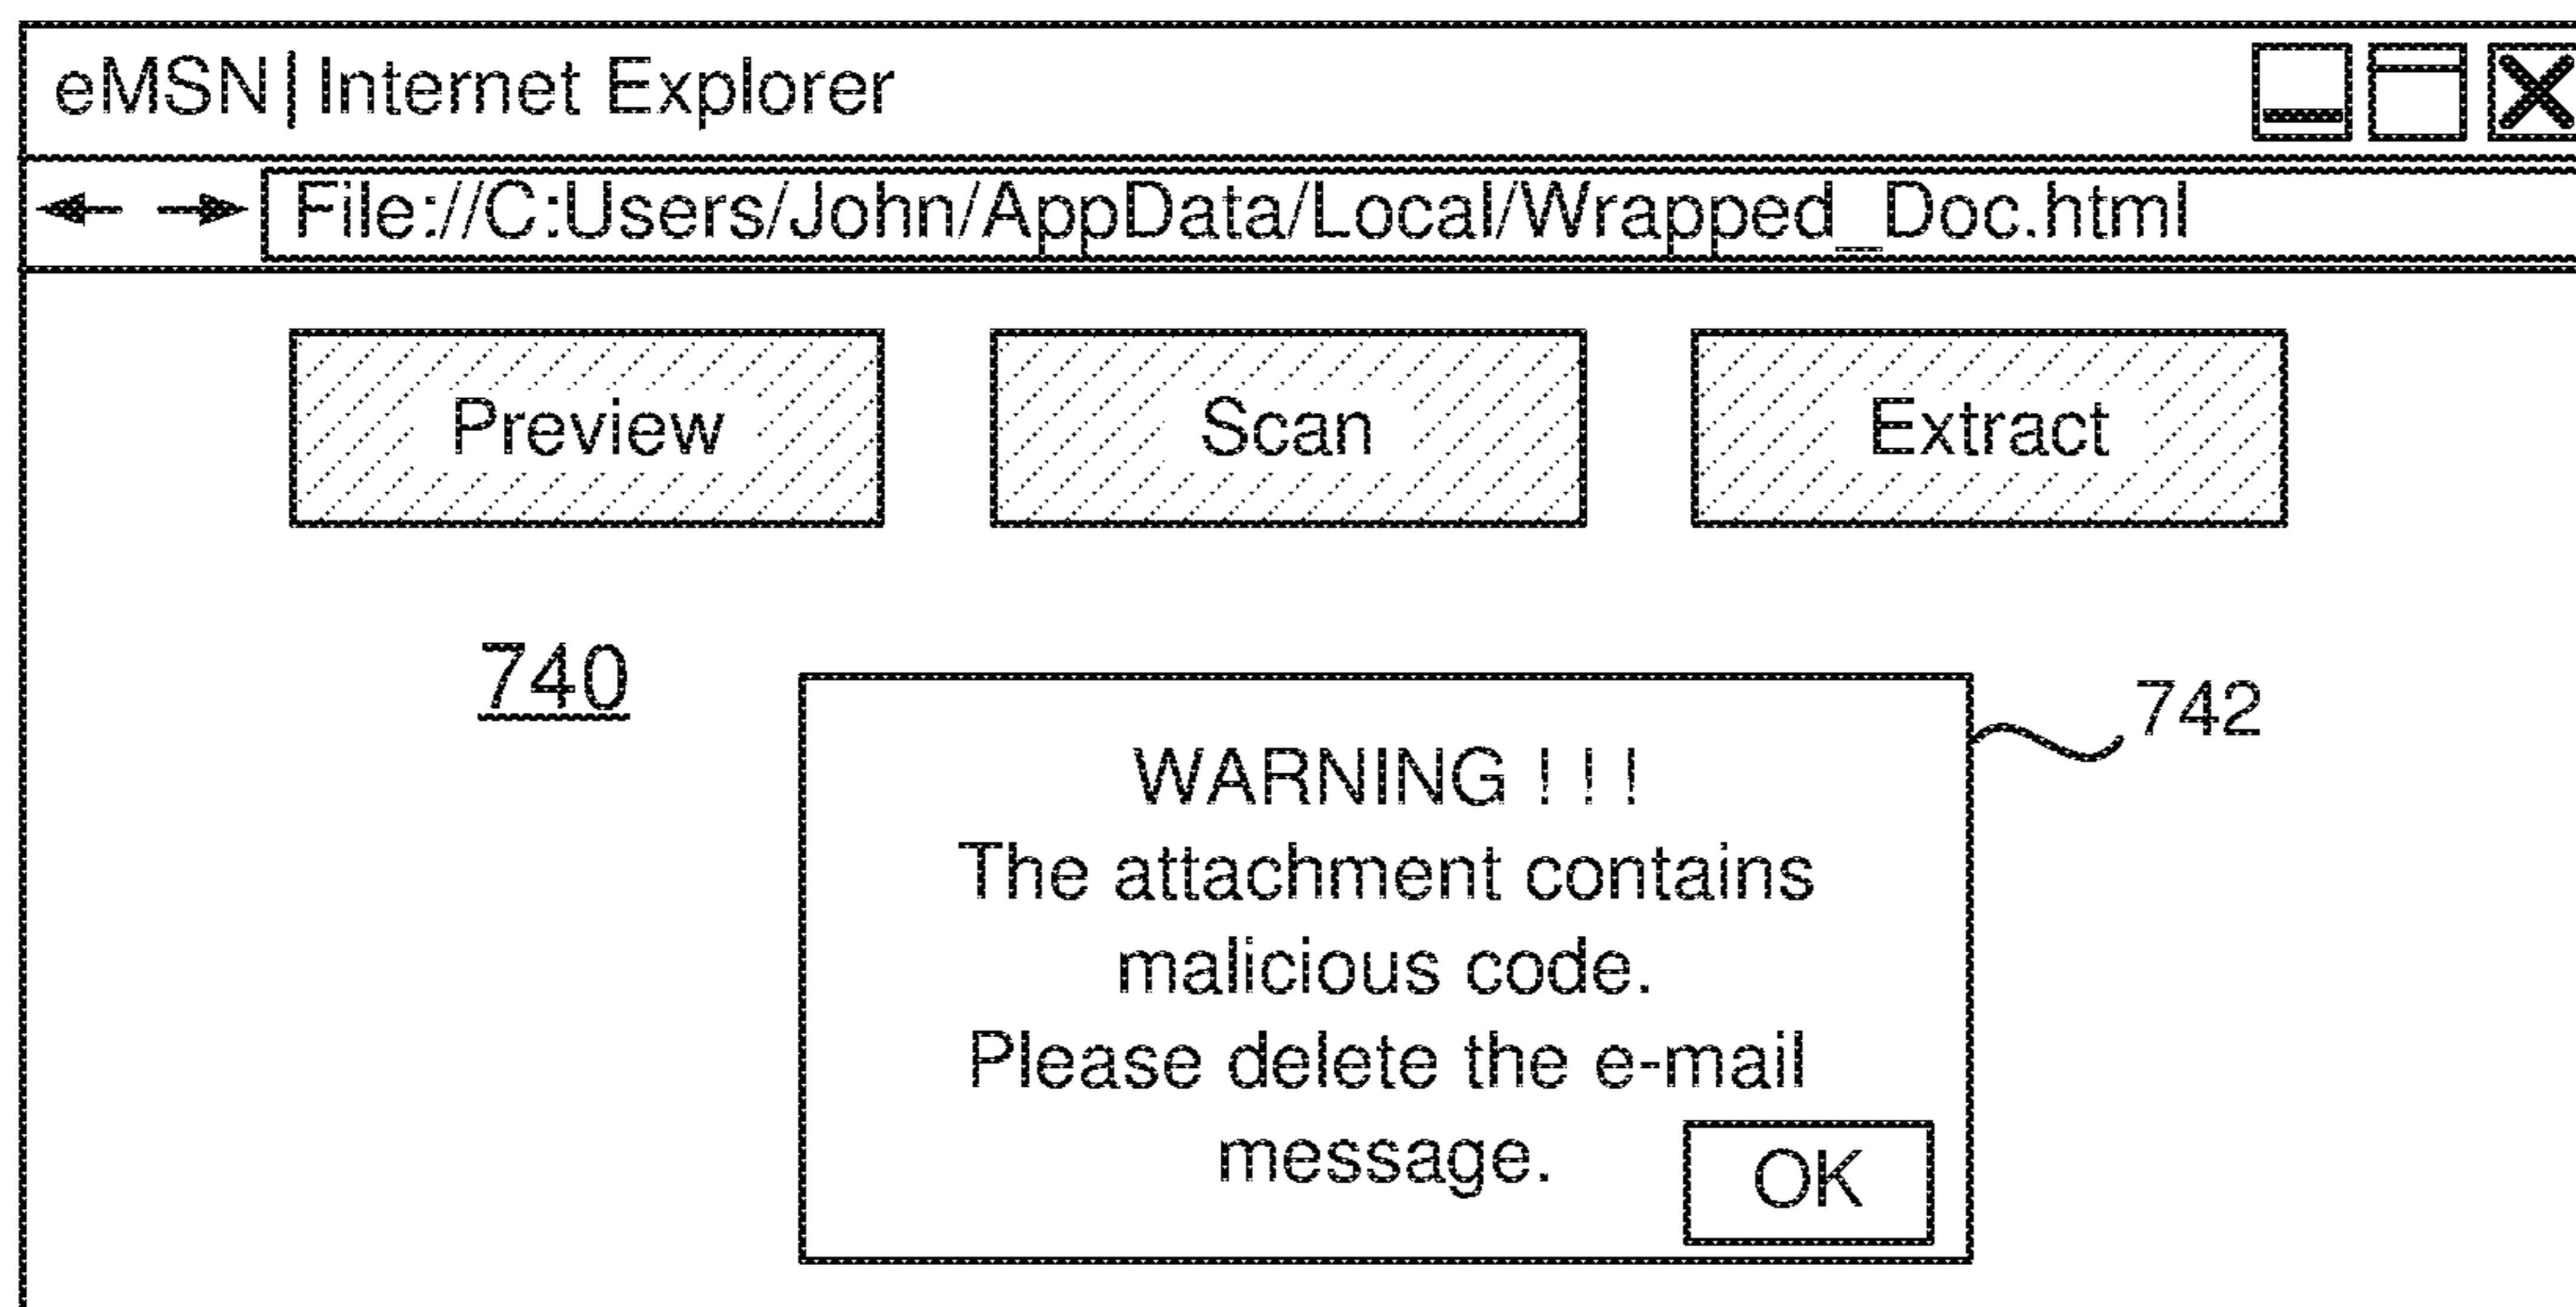 eMSN | Internet Explorer
File://C:Users/John/AppData/Local/Wrapped_Doc.html
Preview Scan Extract
740
742
WARNING ! ! !
The attachment contains
malicious code.
Please delete the e-mail
message.
OK